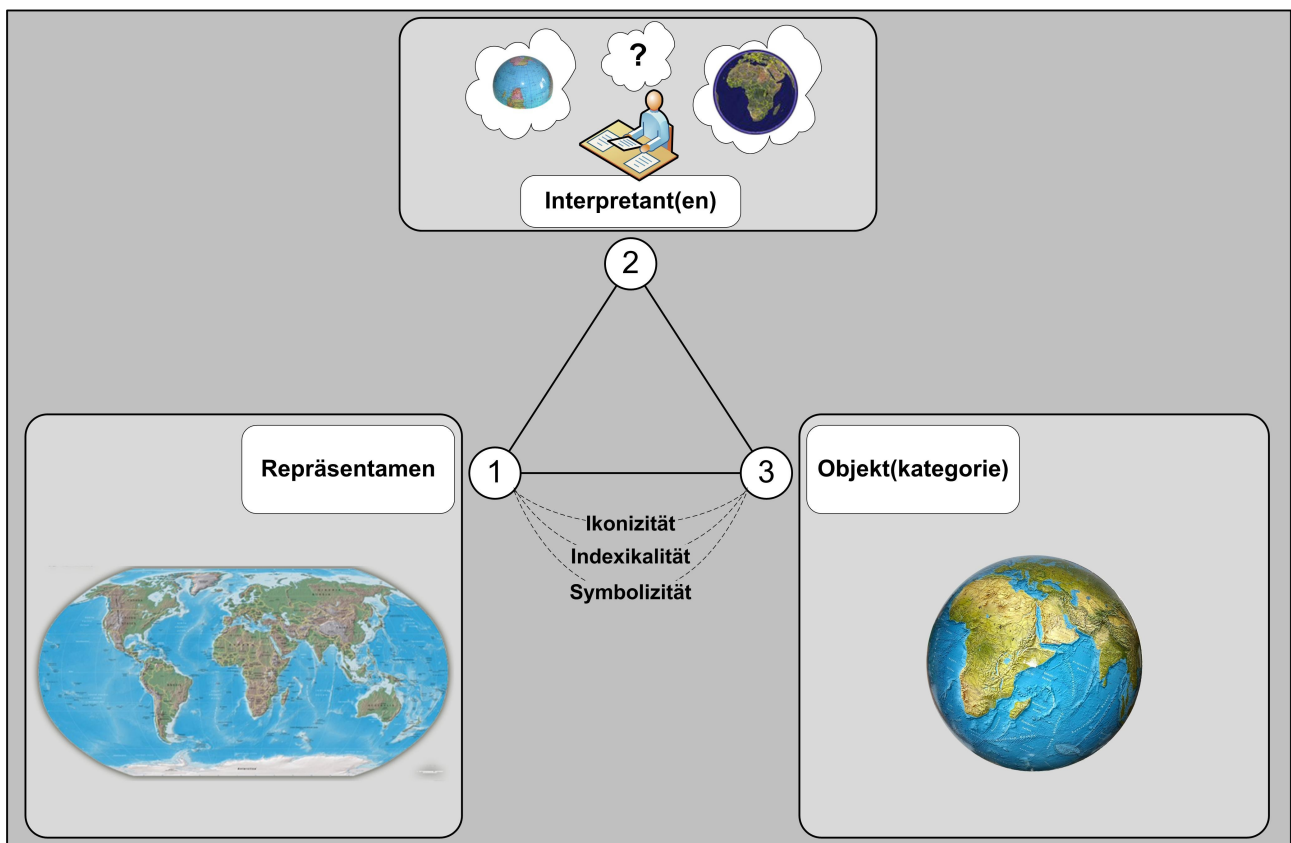 ?
Interpretant(en)
2
Repräsentamen
1
3
Objekt(kategorie)
Ikonizität
Indexikalität
Symbolizität